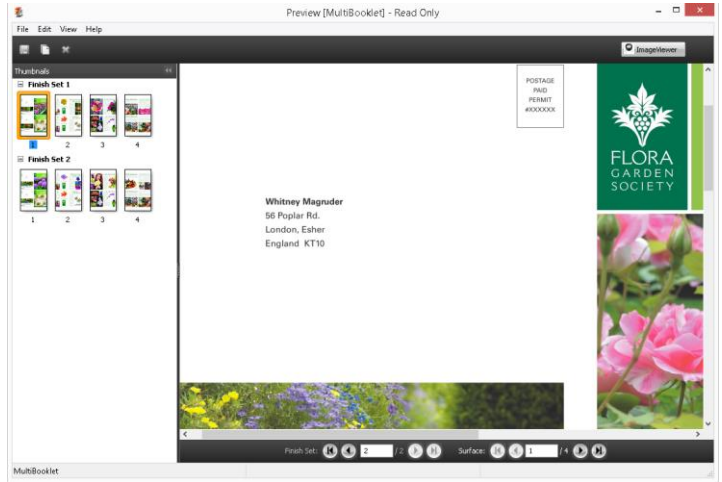 Preview [MultiBooklet] - Read Only
File Edit View Help
ImageViewer
Thumbnails
Finish Set 1
1 2 3 4
Finish Set 2
1 2 3 4
POSTAGE
PAID
PERMIT
#XXXXXX
FLORA
GARDEN
SOCIETY
Whitney Magruder
56 Poplar Rd.
London, Esher
England KT10
Finish Set: 2 / 2 Surface: 1 / 4
MultiBooklet